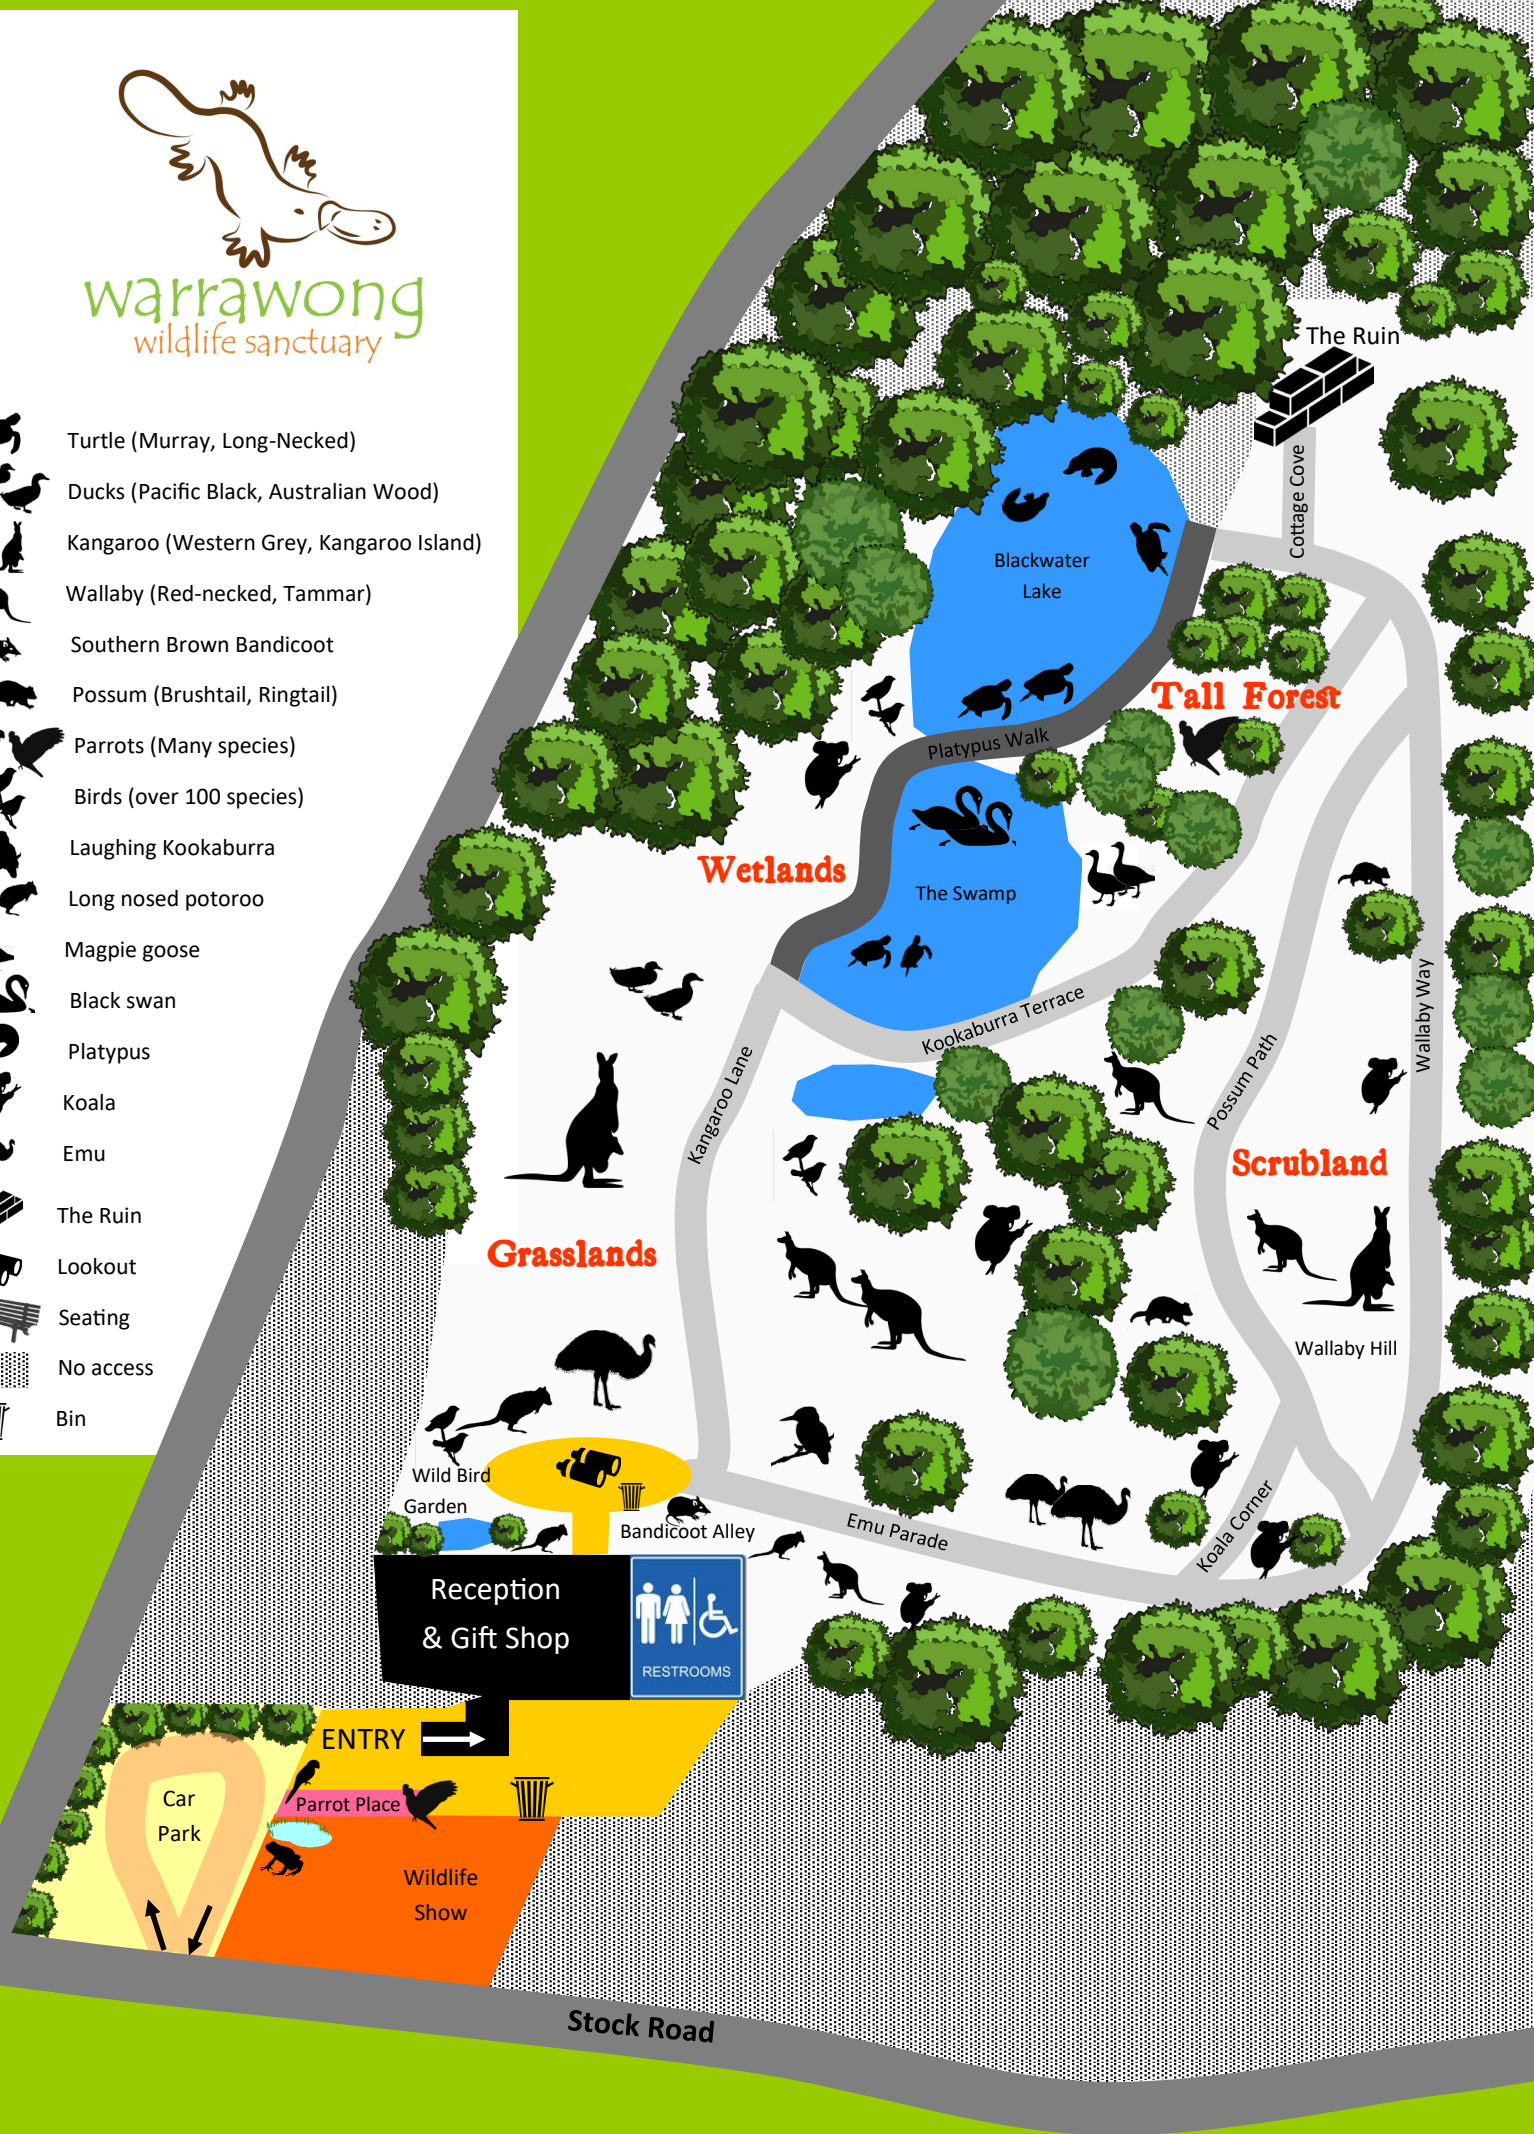 warrawong
wildlife sanctuary
Turtle (Murray, Long-Necked)
Ducks (Pacific Black, Australian Wood)
Kangaroo (Western Grey, Kangaroo Island)
Wallaby (Red-necked, Tammar)
Southern Brown Bandicoot
Possum (Brushtail, Ringtail)
Parrots (Many species)
Birds (over 100 species)
Laughing Kookaburra
Long nosed potoroo
Magpie goose
Black swan
Platypus
Koala
Emu
The Ruin
Lookout
Seating
No access
Bin
The Ruin
Cottage Cove
Blackwater
Lake
Tall Forest
Platypus Walk
Wetlands
The Swamp
Kookaburra Terrace
Wallaby Way
Kangaroo Lane
Possum Path
Scrubland
Grasslands
Wallaby Hill
Wild Bird
Garden
Bandicoot Alley
Emu Parade
Koala Corner
Reception
& Gift Shop
RESTROOMS
ENTRY
Parrot Place
Car
Park
Wildlife
Show
Stock Road